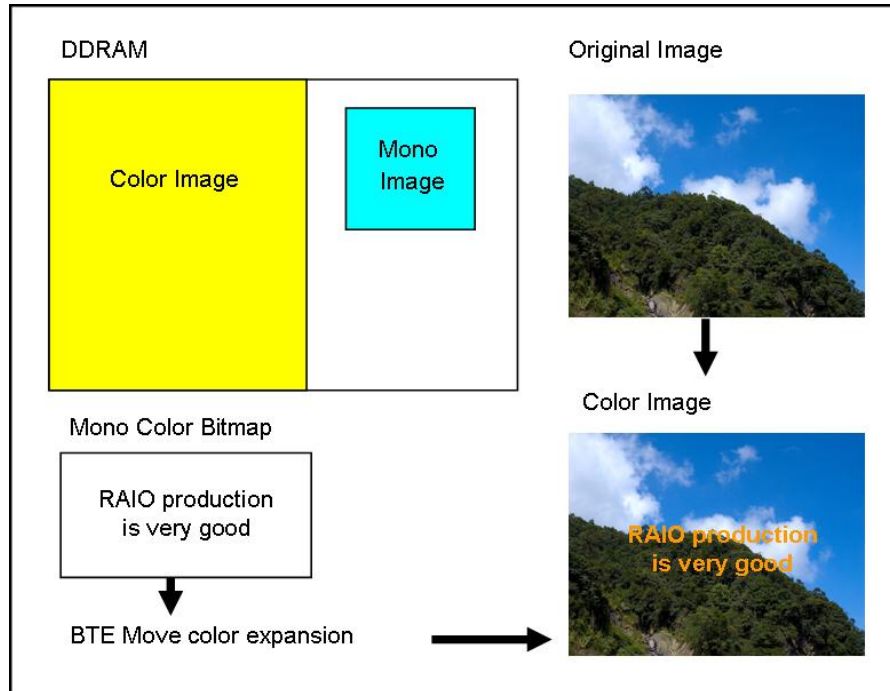 DDRAM
Original Image
Color Image
Mono
Image
Mono Color Bitmap
RAIO production
is very good
BTE Move color expansion
Color Image
RAIO production
is very good